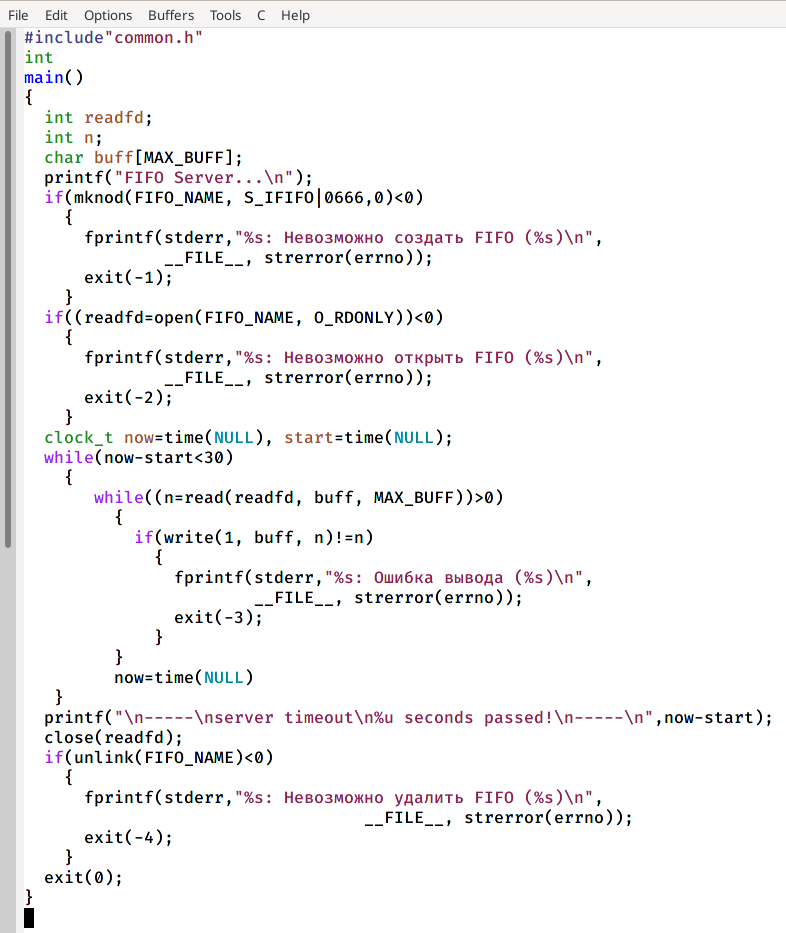 File Edit Options Buffers Tools C Help
#include"common.h"
int
main()
{
  int readfd;
  int n;
  char buff[MAX_BUFF];
  printf("FIFO Server...\n");
  if(mknod(FIFO_NAME, S_IFIFO|0666,0)<0)
    {
      fprintf(stderr,"%s: Невозможно создать FIFO (%s)\n",
              __FILE__, strerror(errno));
      exit(-1);
    }
  if((readfd=open(FIFO_NAME, O_RDONLY))<0)
    {
      fprintf(stderr,"%s: Невозможно открыть FIFO (%s)\n",
              __FILE__, strerror(errno));
      exit(-2);
    }
  clock_t now=time(NULL), start=time(NULL);
  while(now-start<30)
    {
       while((n=read(readfd, buff, MAX_BUFF))>0)
         {
           if(write(1, buff, n)!=n)
             {
               fprintf(stderr,"%s: Ошибка вывода (%s)\n",
                       __FILE__, strerror(errno));
               exit(-3);
             }
         }
         now=time(NULL)
   }
  printf("\n-----\nserver timeout\n%u seconds passed!\n-----\n",now-start);
  close(readfd);
  if(unlink(FIFO_NAME)<0)
    {
      fprintf(stderr,"%s: Невозможно удалить FIFO (%s)\n",
                                  __FILE__, strerror(errno));
      exit(-4);
    }
  exit(0);
}